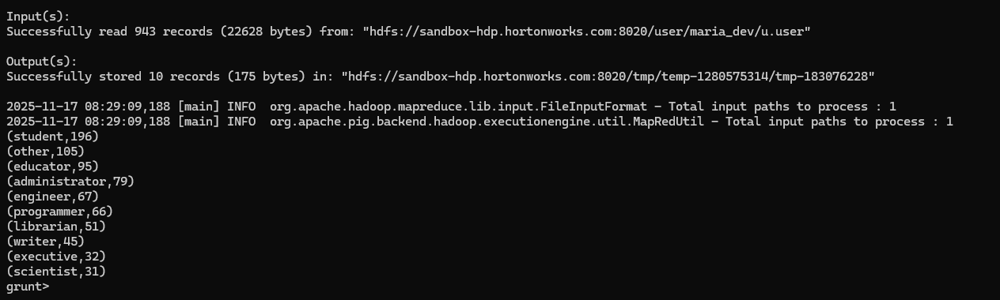 Input(s):
Successfully read 943 records (22628 bytes) from: "hdfs://sandbox-hdp.hortonworks.com:8020/user/maria_dev/u.user"
Output(s):
Successfully stored 10 records (175 bytes) in: "hdfs://sandbox-hdp.hortonworks.com:8020/tmp/temp-1280575314/tmp-183076228"
2025-11-17 08:29:09,188 [main] INFO  org.apache.hadoop.mapreduce.lib.input.FileInputFormat - Total input paths to process : 1
2025-11-17 08:29:09,188 [main] INFO  org.apache.pig.backend.hadoop.executionengine.util.MapRedUtil - Total input paths to process : 1
(student,196)
(other,105)
(educator,95)
(administrator,79)
(engineer,67)
(programmer,66)
(librarian,51)
(writer,45)
(executive,32)
(scientist,31)
grunt>